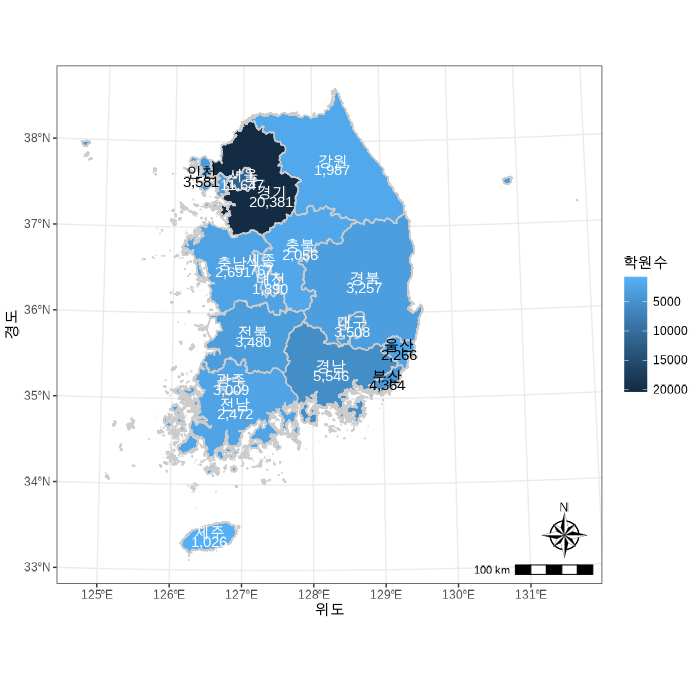 38°N
37°N
36°N
35°N
34°N
33°N
경도
125°E
126°E
127°E
128°E
129°E
130°E
131°E
위도
강원
1,987
인천
3,581
서울
11,647
경기
20,381
충북
2,056
충남
2,691
세종
767
대전
1,890
경북
3,257
대구
3,508
전북
3,480
울산
2,266
경남
5,546
부산
4,364
광주
3,009
전남
2,472
제주
1,026
N
100 km
학원수
5000
10000
15000
20000